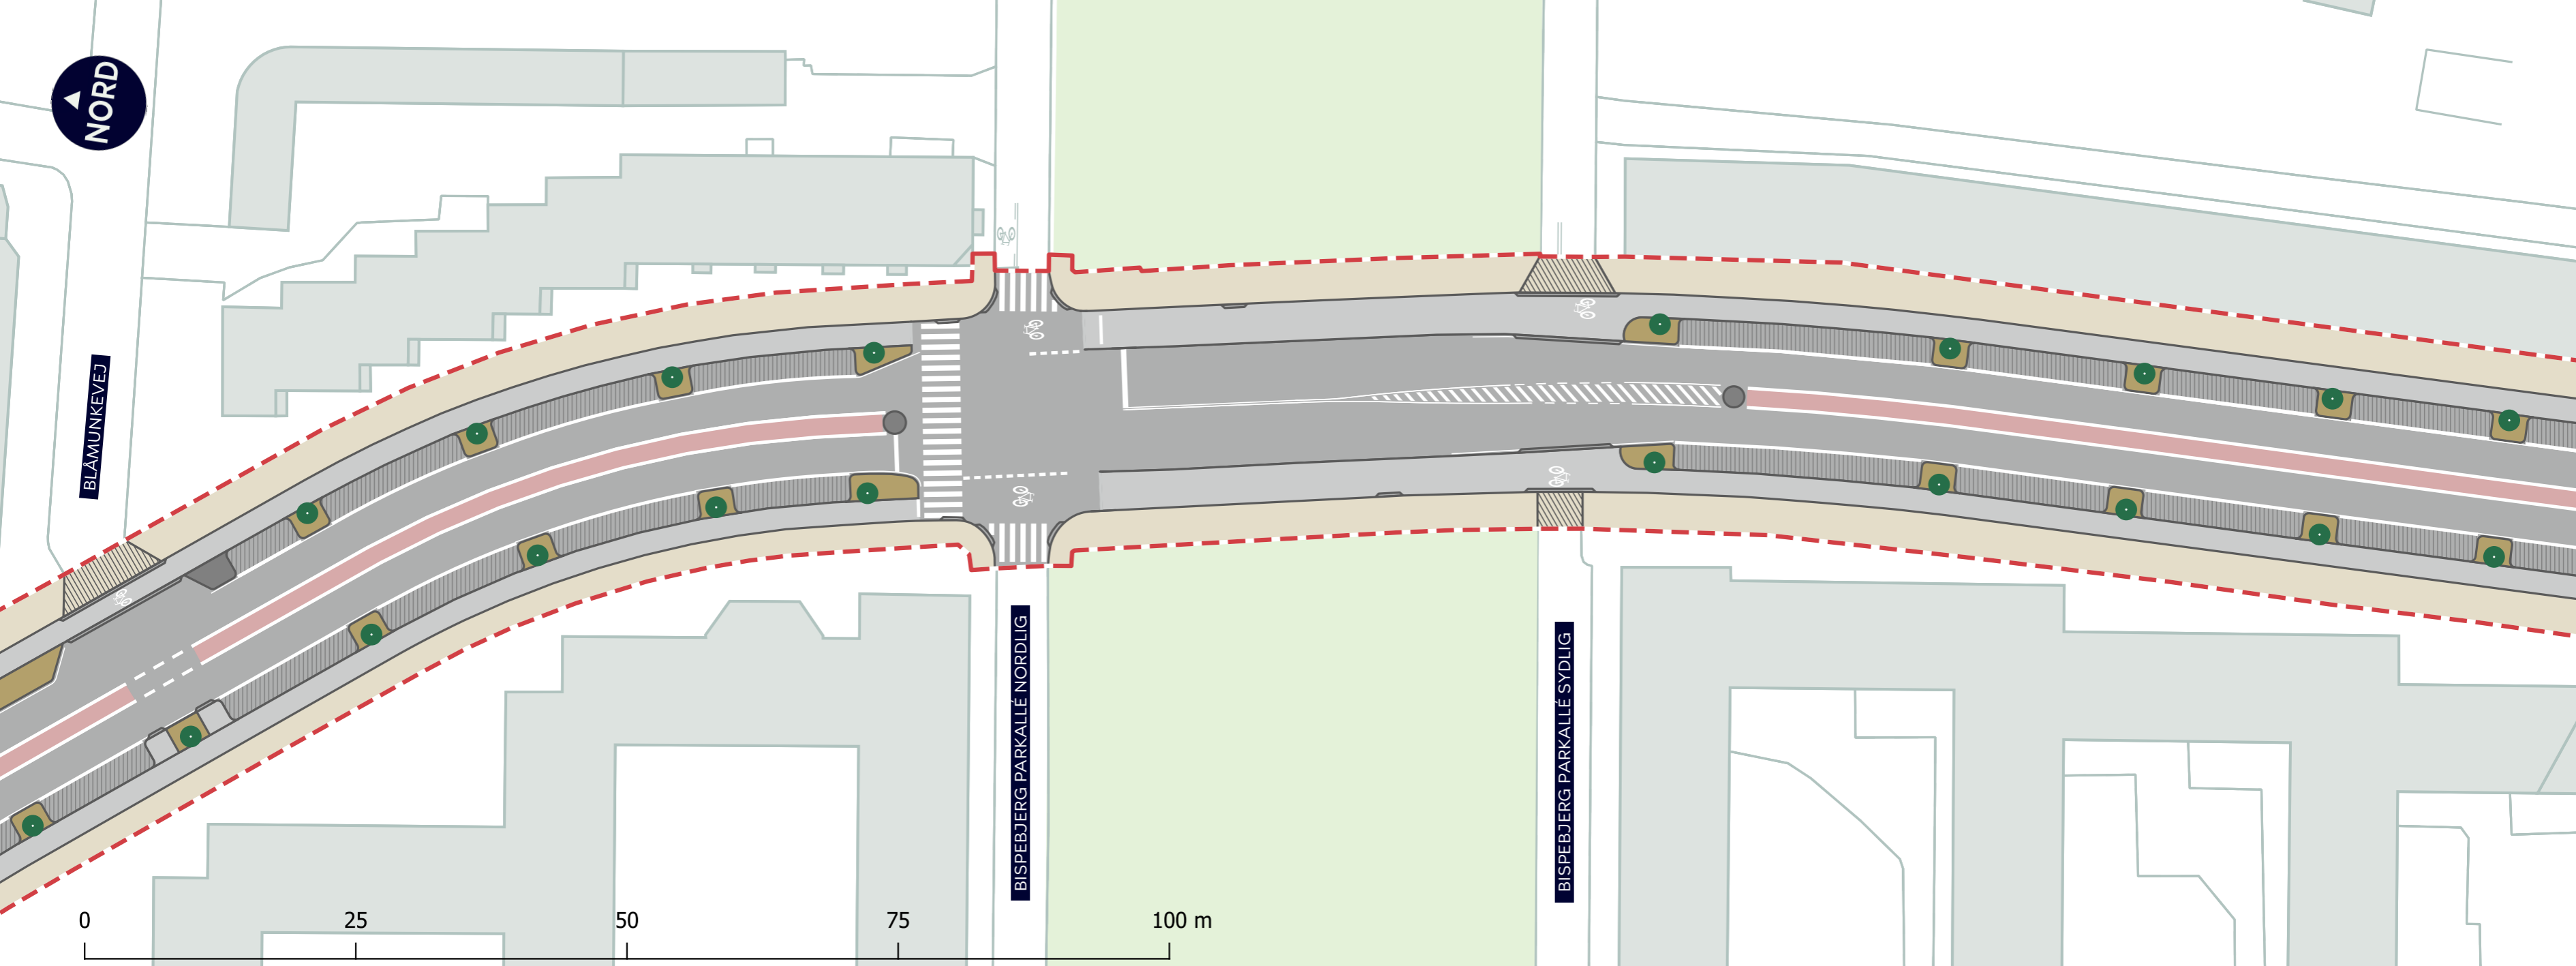 NORD
BLÅMUNKEVEJ
BISPEBJERG PARKALLÉ NORDLIG
BISPEBJERG PARKALLÉ SYDLIG
0 25 50 75 100 m